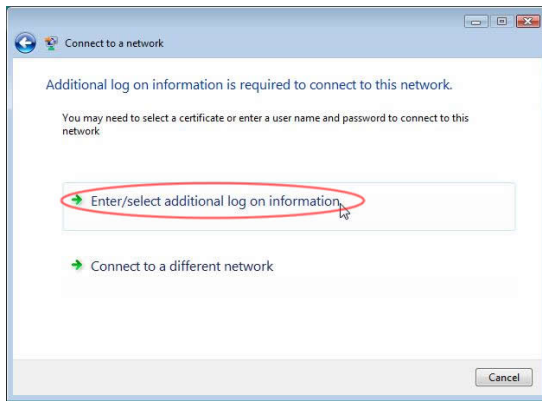 Connect to a network
Additional log on information is required to connect to this network.
You may need to select a certificate or enter a user name and password to connect to this
network
Enter/select additional log on information
Connect to a different network
Cancel